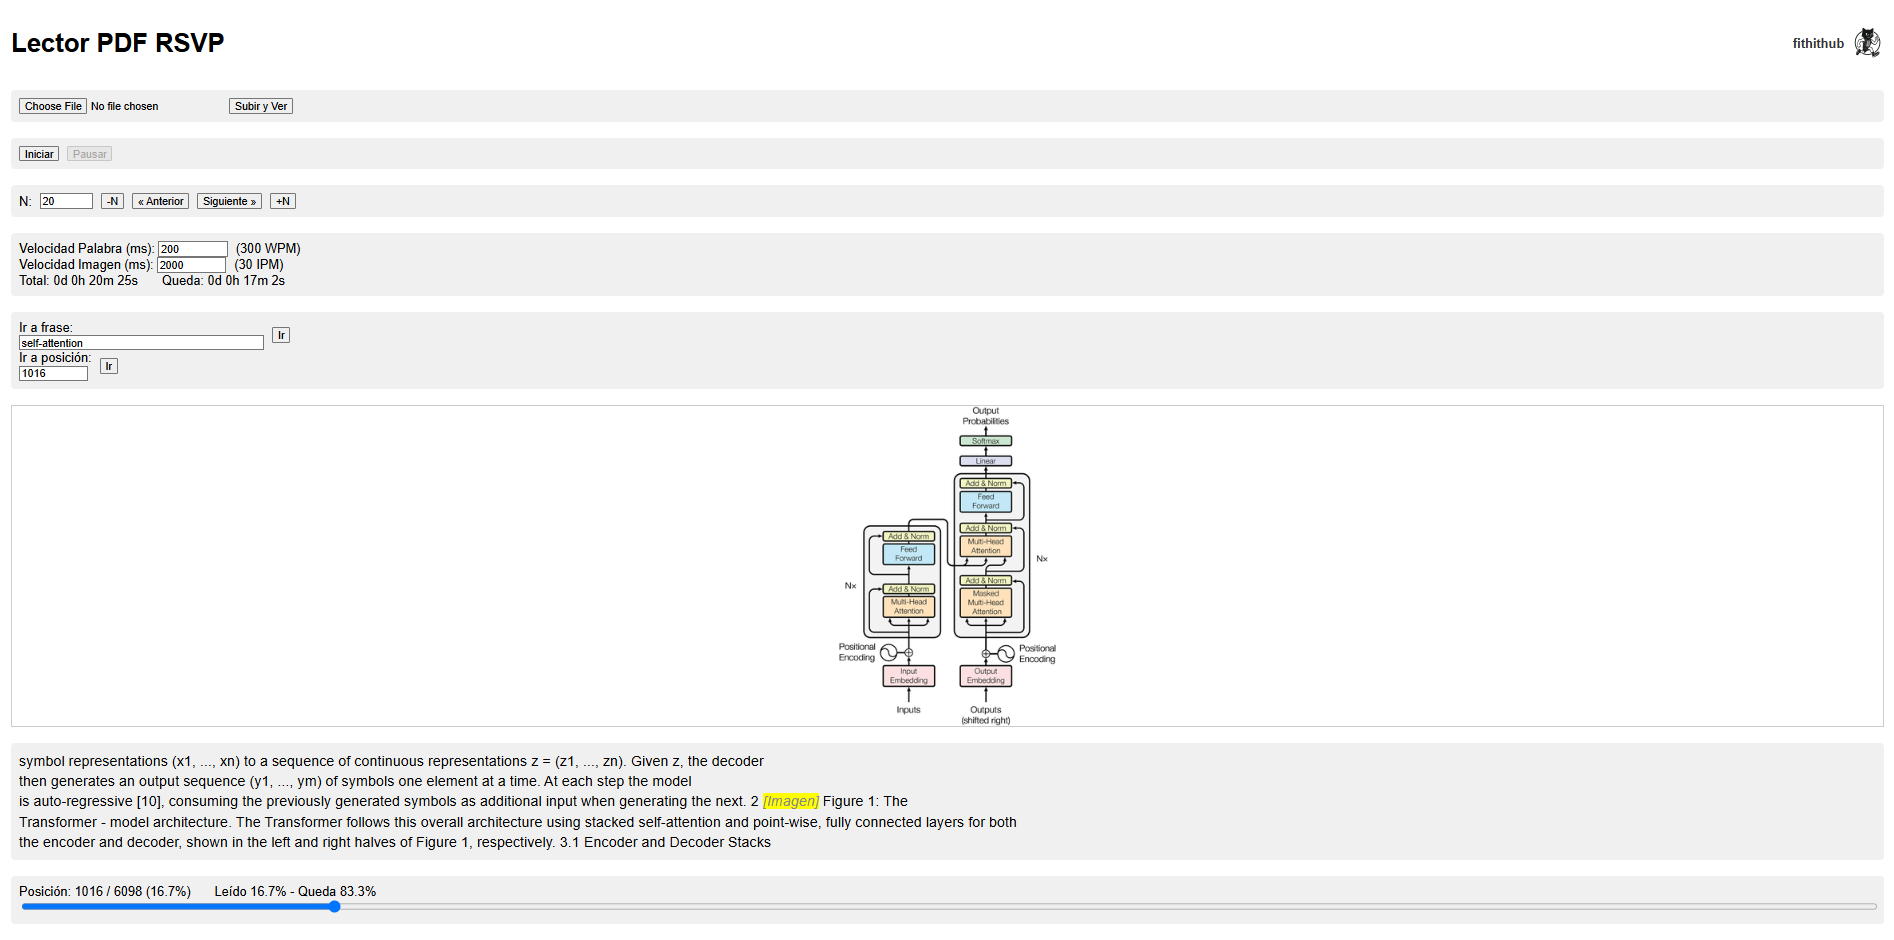 Lector PDF RSVP
fithithub
Choose File No file chosen Subir y Ver
Iniciar Pausar
N: 20 -N « Anterior Siguiente » +N
Velocidad Palabra (ms): 200 (300 WPM)
Velocidad Imagen (ms): 2000 (30 IPM)
Total: 0d 0h 20m 25s Queda: 0d 0h 17m 2s
Ir a frase:
self-attention Ir
Ir a posición:
1016 Ir
Output
Probabilities
Softmax
Linear
Add & Norm
Feed
Forward
Add & Norm
Multi-Head
Attention
Nx
Add & Norm
Masked
Multi-Head
Attention
Add & Norm
Feed
Forward
Nx
Add & Norm
Multi-Head
Attention
Positional
Encoding
Positional
Encoding
Input
Embedding
Output
Embedding
Inputs
Outputs
(shifted right)
symbol representations (x1, ..., xn) to a sequence of continuous representations z = (z1, ..., zn). Given z, the decoder
then generates an output sequence (y1, ..., ym) of symbols one element at a time. At each step the model
is auto-regressive [10], consuming the previously generated symbols as additional input when generating the next. 2 [Imagen] Figure 1: The
Transformer - model architecture. The Transformer follows this overall architecture using stacked self-attention and point-wise, fully connected layers for both
the encoder and decoder, shown in the left and right halves of Figure 1, respectively. 3.1 Encoder and Decoder Stacks
Posición: 1016 / 6098 (16.7%) Leído 16.7% - Queda 83.3%